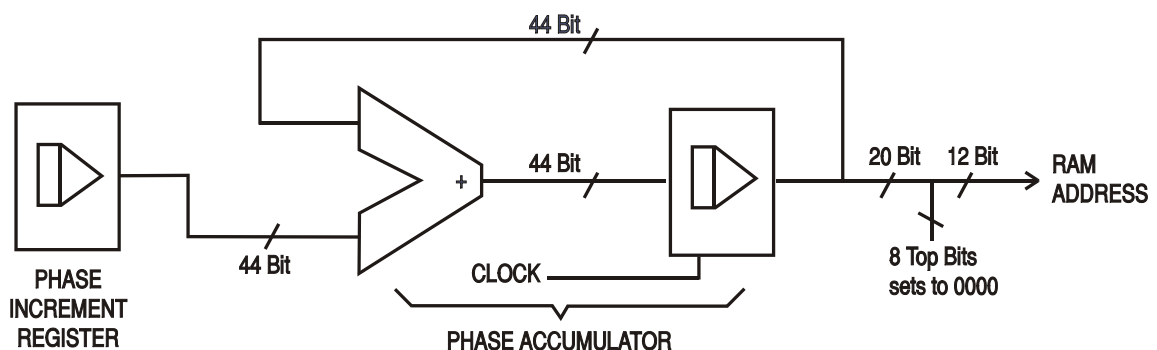 44 Bit
44 Bit
20 Bit
12 Bit
RAM
ADDRESS
+
44 Bit
8 Top Bits
sets to 0000
CLOCK
PHASE
INCREMENT
REGISTER
PHASE ACCUMULATOR